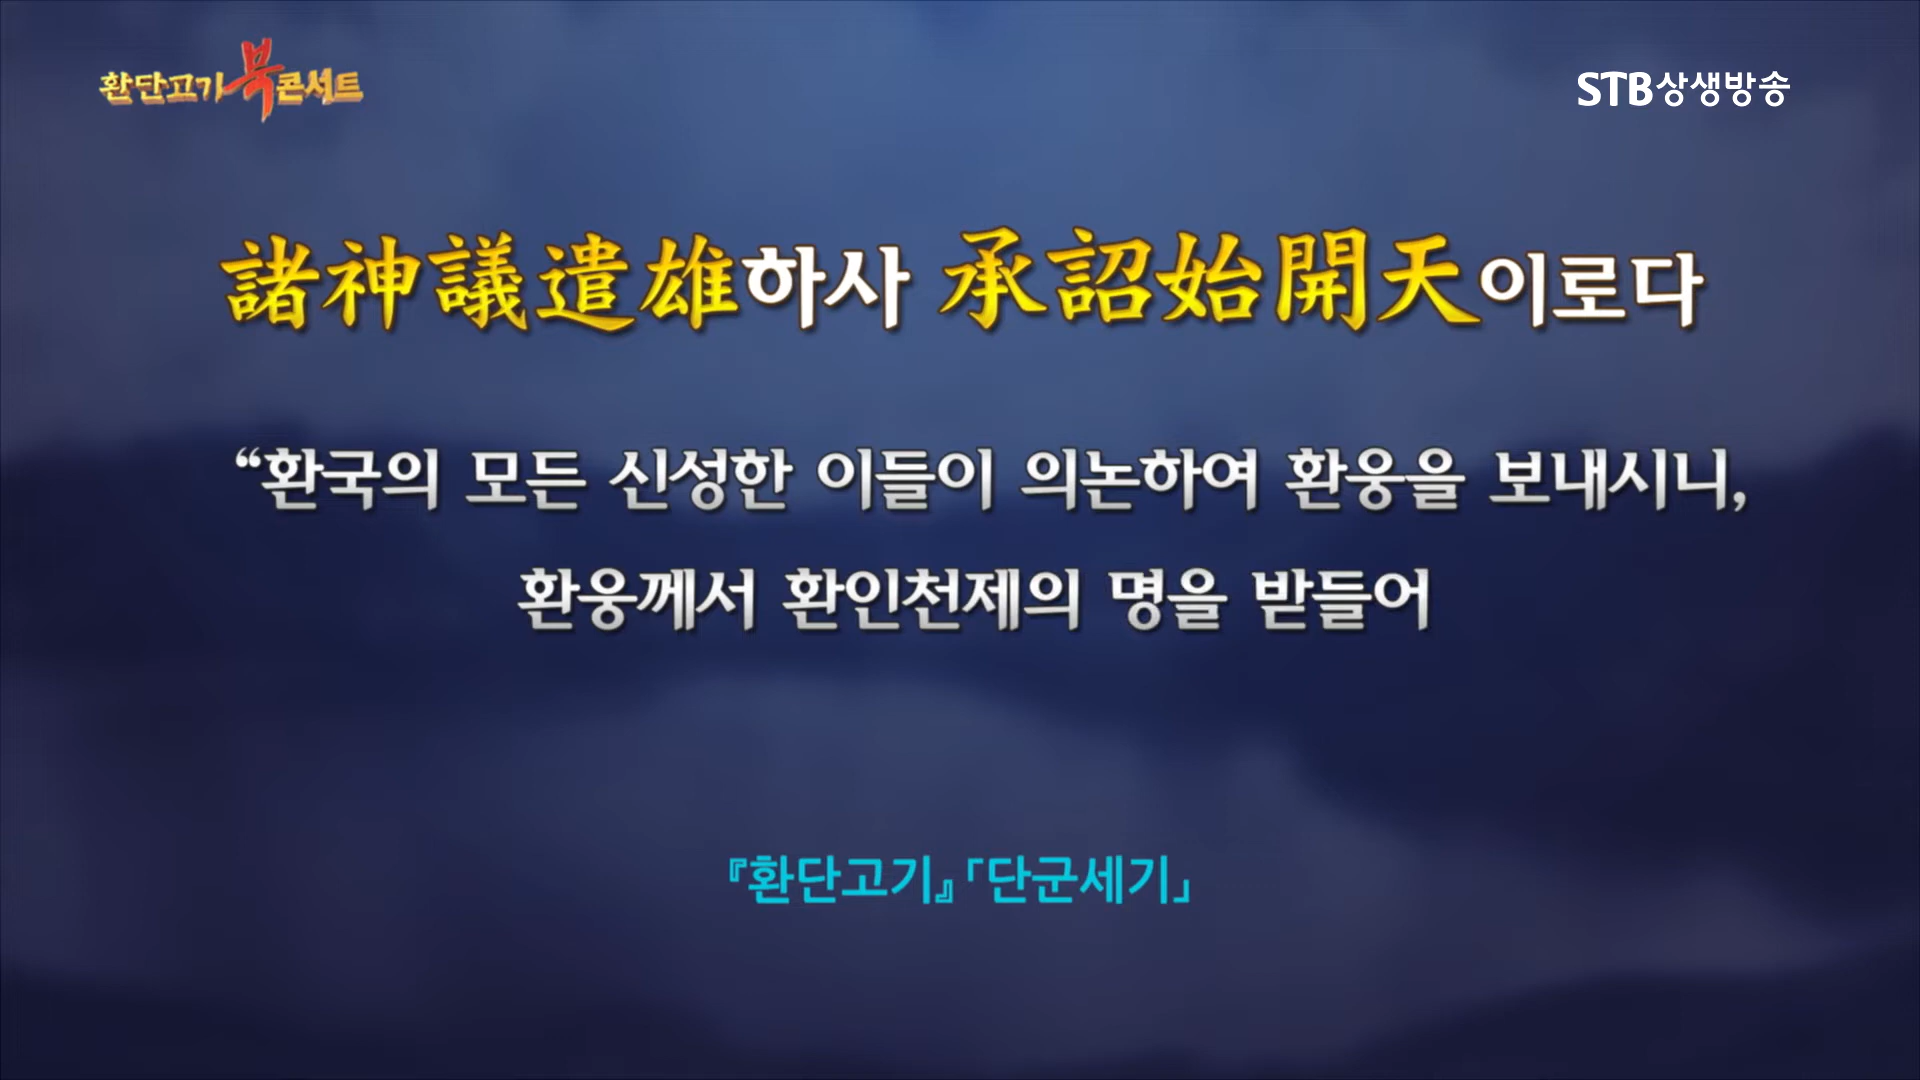 환단고기 북콘서트
STB상생방송
諸神議遣雄하사 承詔始開天이로다
“환국의 모든 신성한 이들이 의논하여 환웅을 보내시니,
환웅께서 환인천제의 명을 받들어
『환단고기』「단군세기」